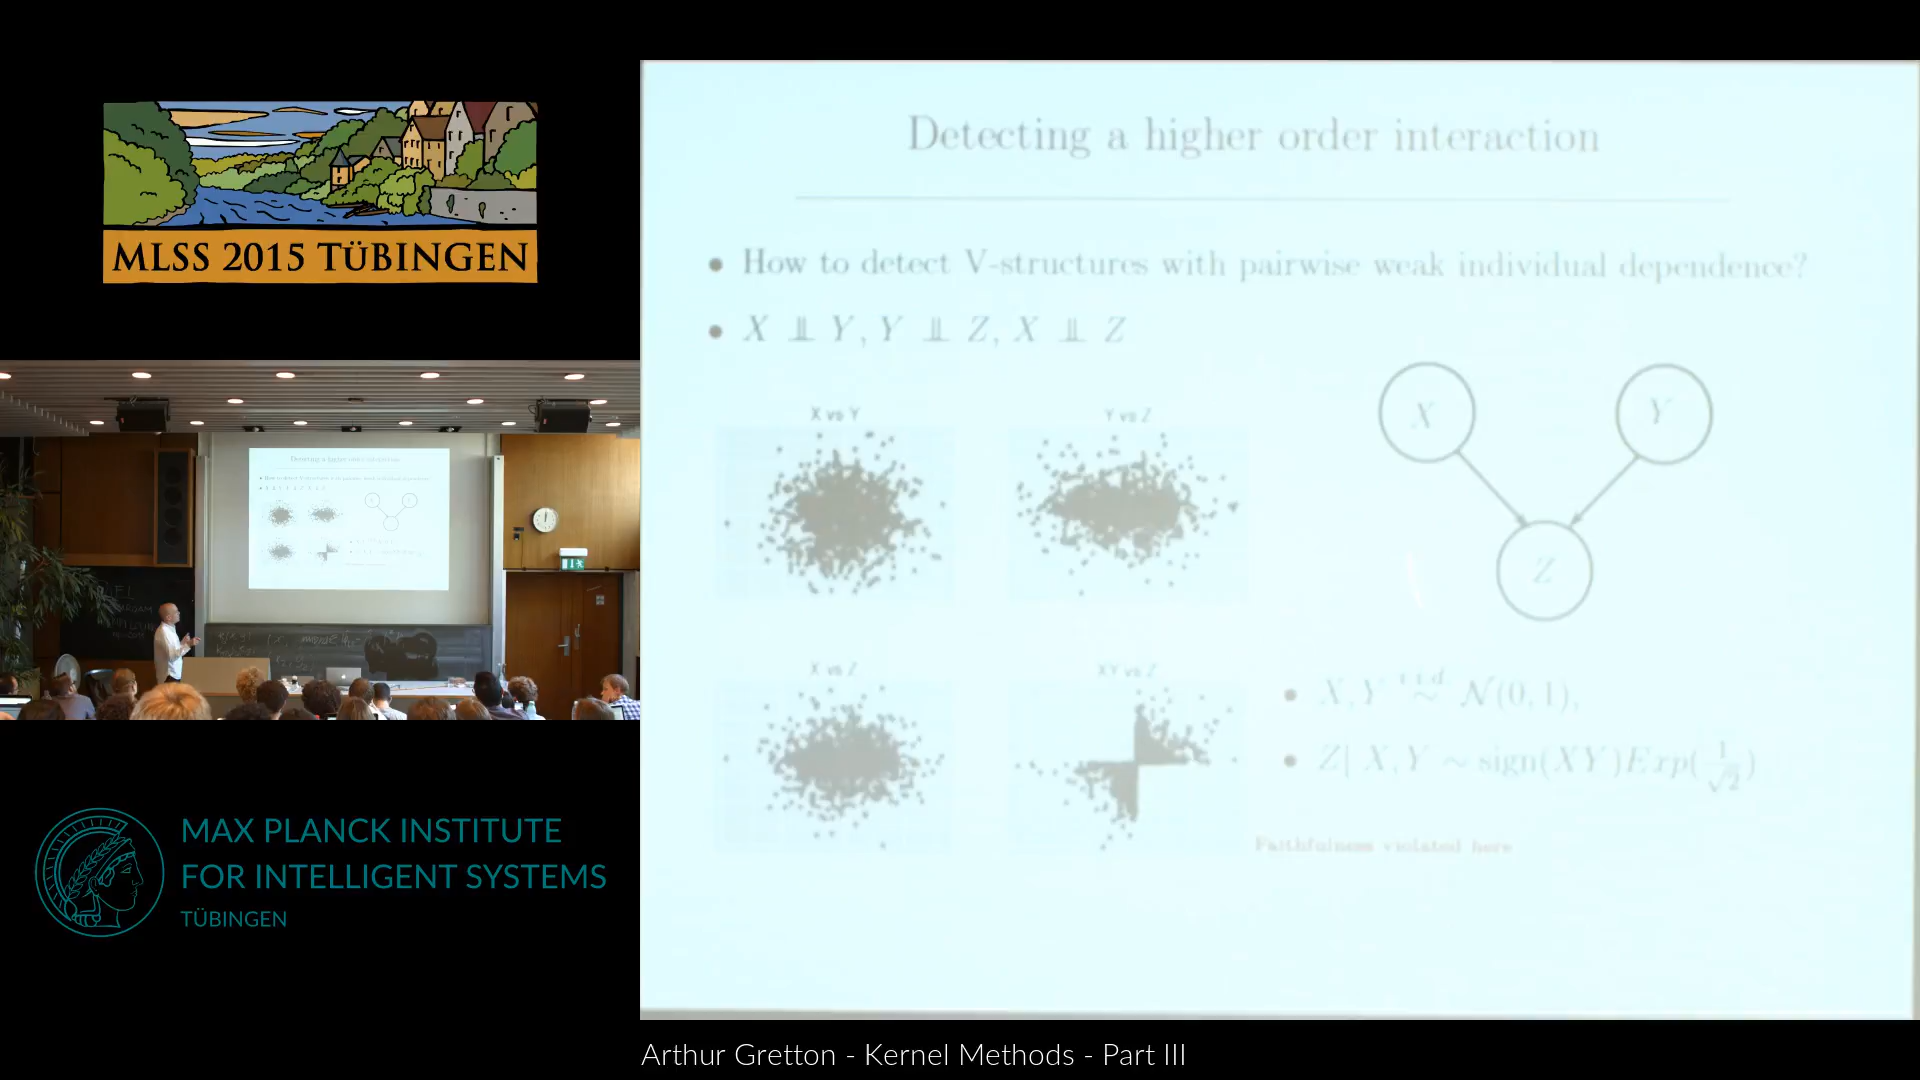 MLSS 2015 TÜBINGEN
MAX PLANCK INSTITUTE
FOR INTELLIGENT SYSTEMS
TÜBINGEN
Detecting a higher order interaction
• How to detect V-structures with pairwise weak individual dependence?
• X ⫫ Y, Y ⫫ Z, X ⫫ Z
X vs Y
Y vs Z
X
Y
Z
X vs Z
XY vs Z
• X, Y i.i.d ~ N(0, 1),
• Z| X, Y ~ sign(XY)Exp(1/√2)
Faithfulness violated here
Arthur Gretton - Kernel Methods - Part III